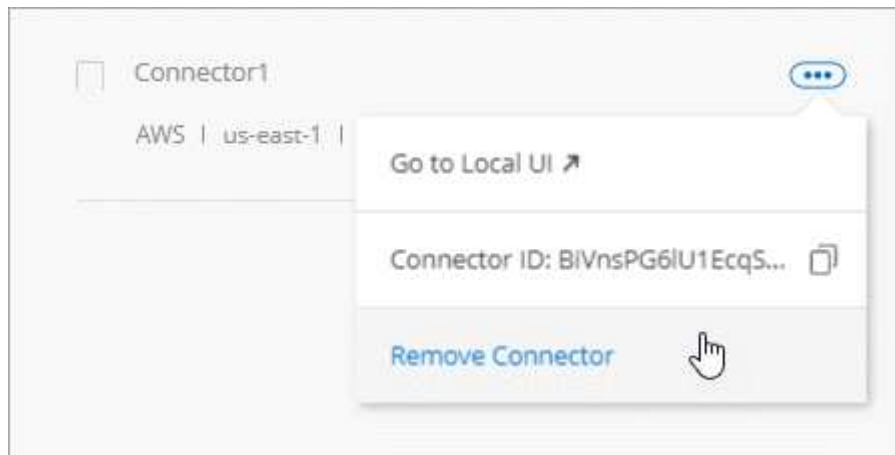 Connector1
AWS | us-east-1 |
Go to Local UI
Connector ID: BiVnsPG6lU1EcqS...
Remove Connector